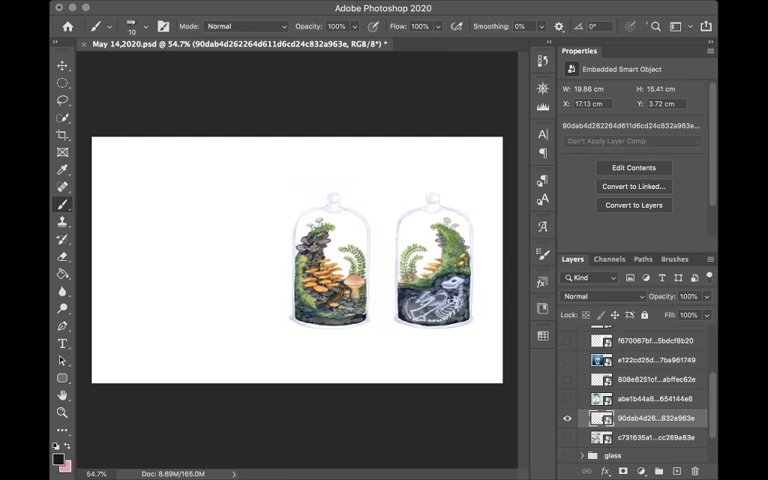 Adobe Photoshop 2020
10
Mode: Normal
Opacity: 100%
Flow: 100%
Smoothing: 0%
0°
May 14,2020.psd @ 54.7% (90dab4d262264d611d6cd24c832a963e, RGB/8*) *
Properties
Embedded Smart Object
W: 19.86 cm
H: 15.41 cm
X: 17.13 cm
Y: 3.72 cm
90dab4d262264d611d6cd24c832a963e...
Don't Apply Layer Comp
Edit Contents
Convert to Linked...
Convert to Layers
Layers
Channels
Paths
Brushes
Kind
Normal
Opacity: 100%
Lock:
Fill: 100%
f670067bf...5bdcf8b20
e122cd25d...7ba961749
808e8251cf...abffec62e
abe1b44a8...654144e8
90dab4d26...832a963e
c731635a1...cc269a83e
glass
54.7%
Doc: 8.69M/165.0M